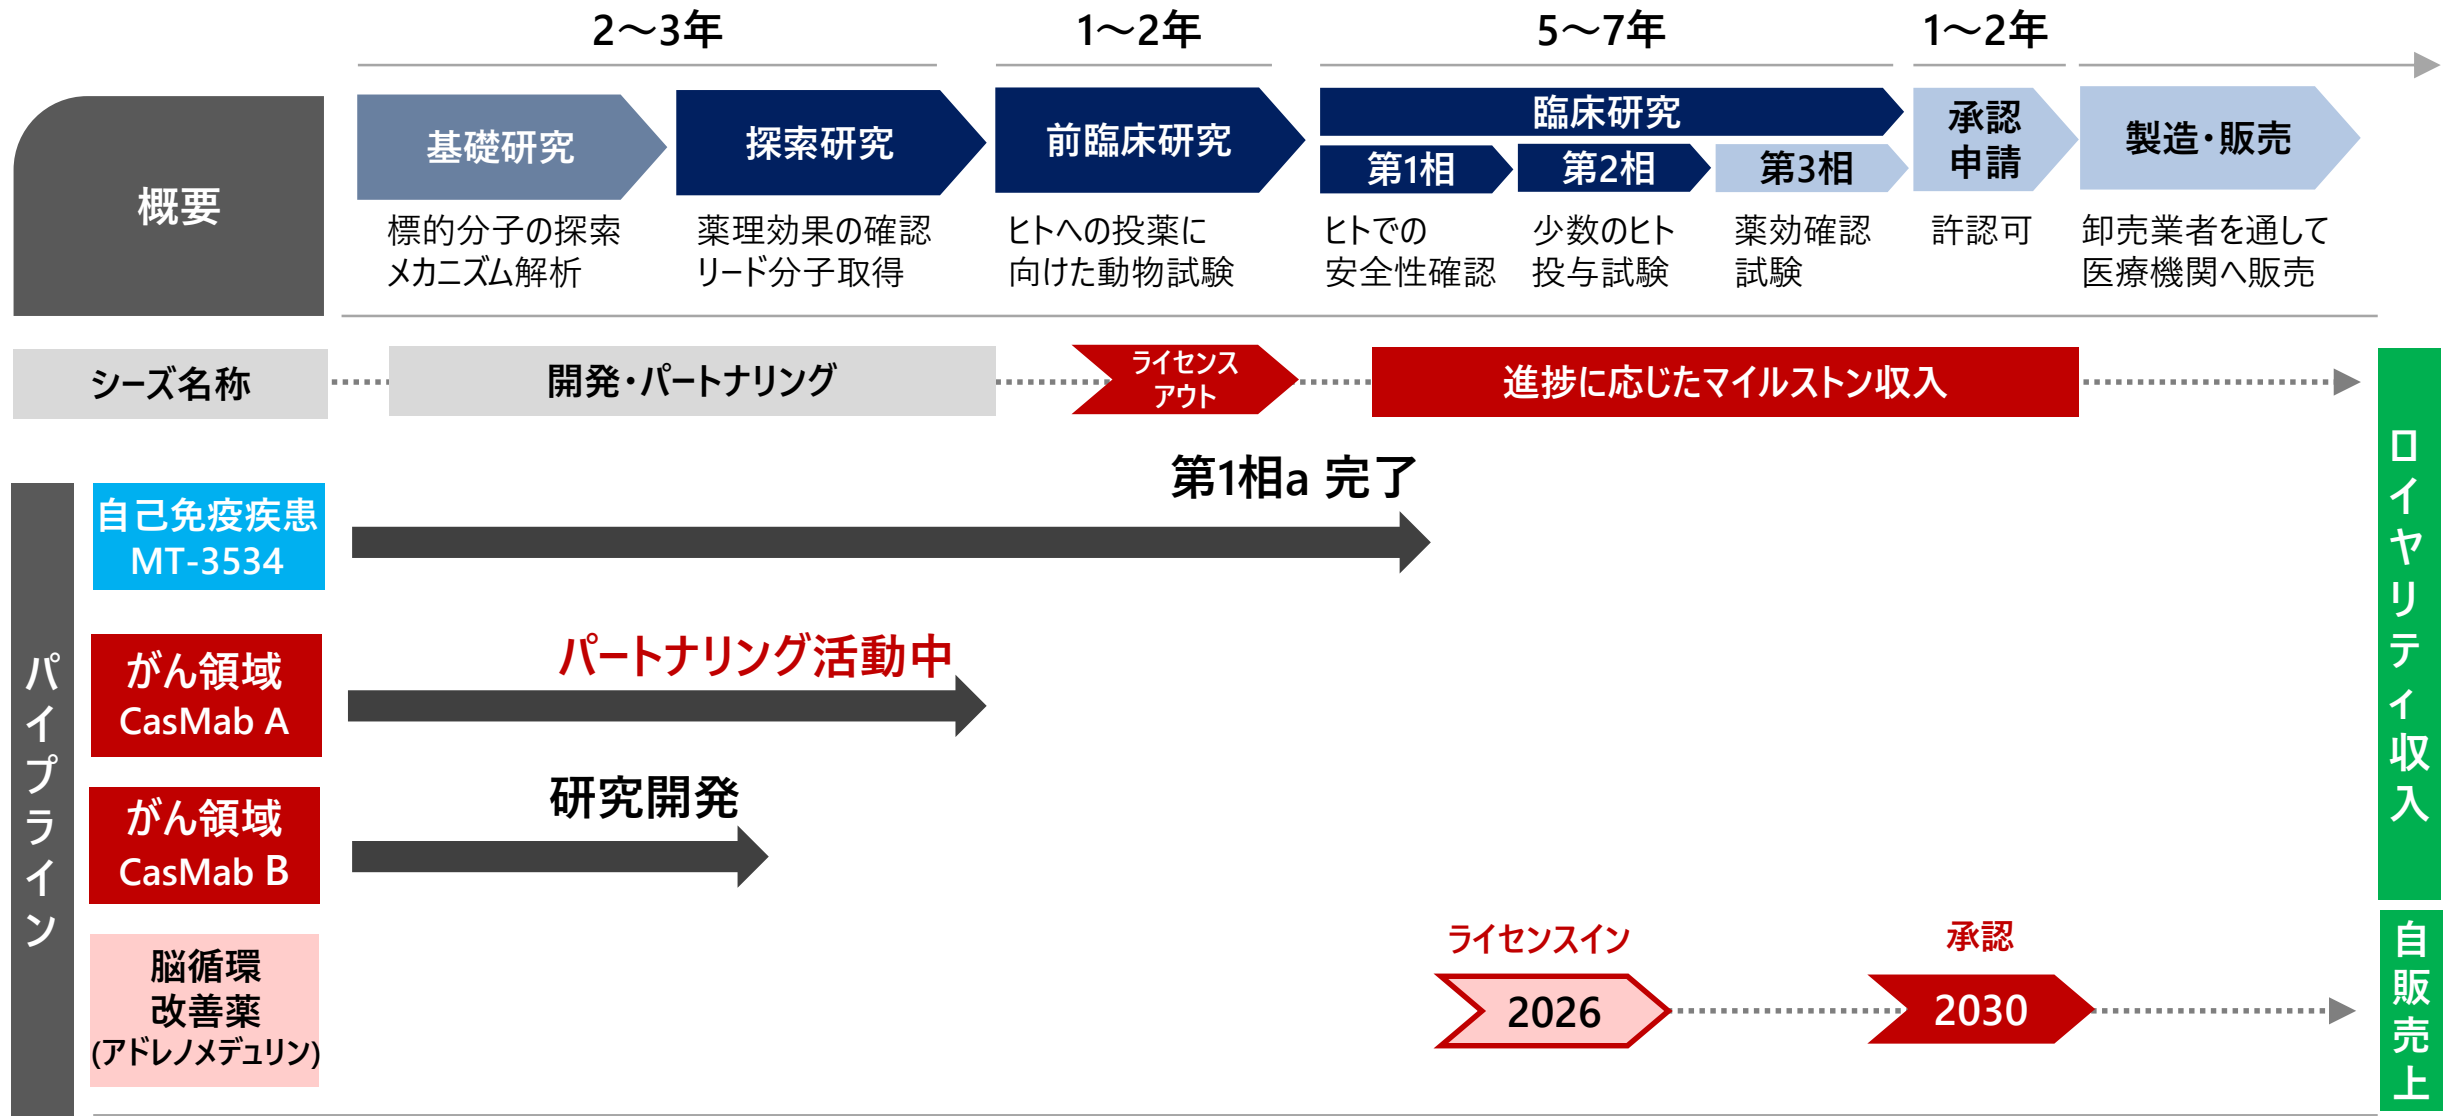 2～3年
1～2年
5～7年
1～2年
概要
基礎研究
探索研究
前臨床研究
臨床研究
第1相
第2相
第3相
承認
申請
製造・販売
標的分子の探索
メカニズム解析
薬理効果の確認
リード分子取得
ヒトへの投薬に
向けた動物試験
ヒトでの
安全性確認
少数のヒト
投与試験
薬効確認
試験
許認可
卸売業者を通して
医療機関へ販売
シーズ名称
開発・パートナリング
ライセンス
アウト
進捗に応じたマイルストン収入
ロイヤリティ収入
パイプライン
自己免疫疾患
MT-3534
第1相a 完了
がん領域
CasMab A
パートナリング活動中
がん領域
CasMab B
研究開発
脳循環
改善薬
(アドレノメデュリン)
ライセンスイン
2026
承認
2030
自販売上